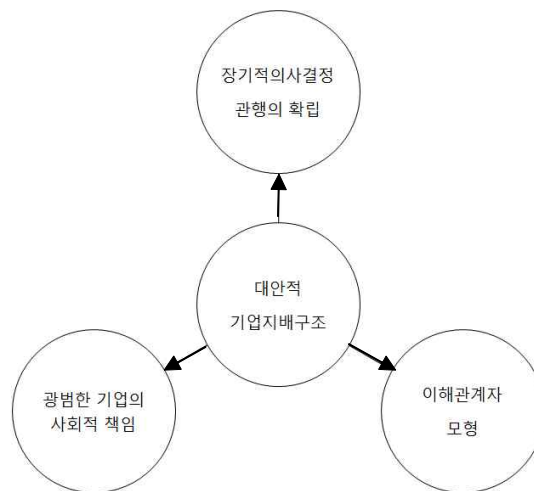 장기적의사결정
관행의 확립
대안적
기업지배구조
광범한 기업의
사회적 책임
이해관계자
모형